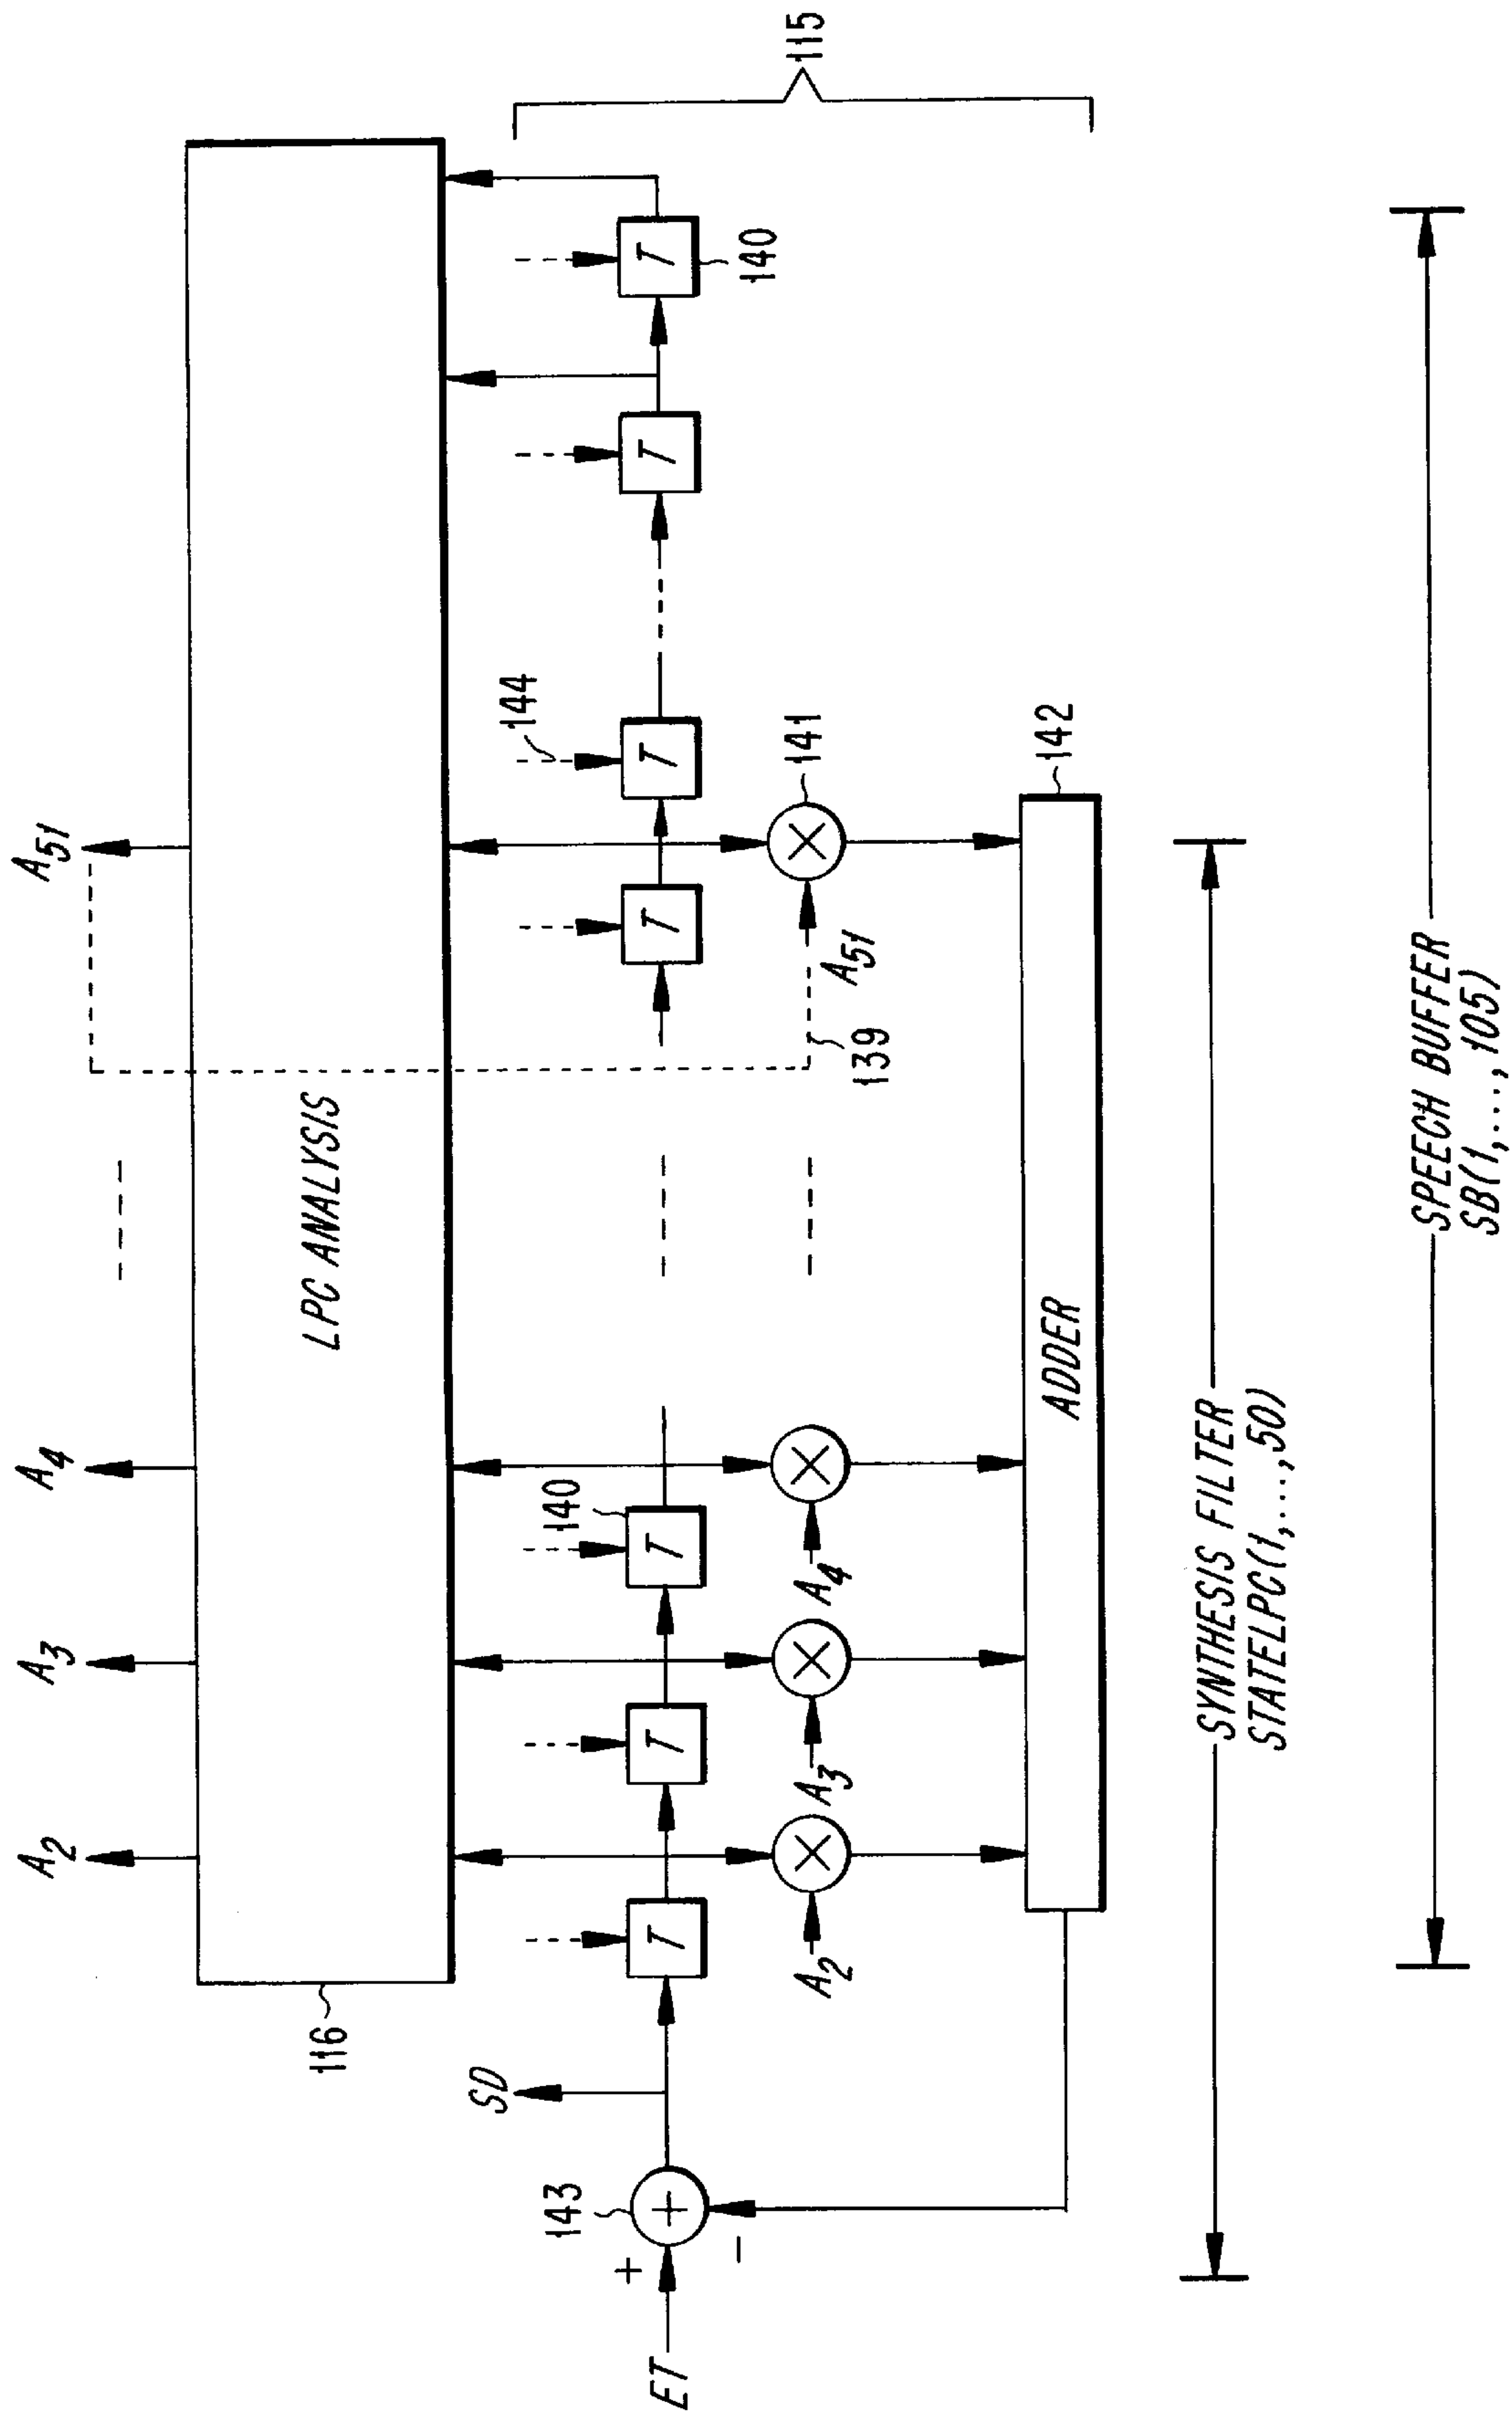 A2
A3
A4
A51
116
LPC ANALYSIS
115
144
140
140
T
T
T
T
T
T
T
SD
143
ET
+
+
−
A2
A3
A4
A51
139
×
×
×
×
141
ADDER
142
SYNTHESIS FILTER
STATELPC(1,...,50)
SPEECH BUFFER
SB(1,...,105)